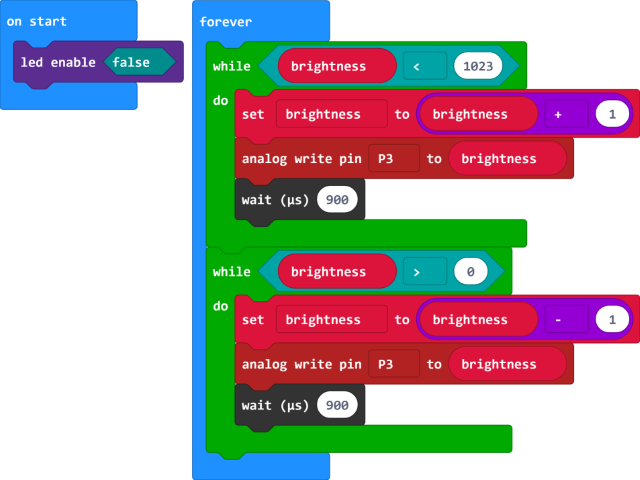 on start
led enable false
forever
while brightness < 1023
do
set brightness to brightness + 1
analog write pin P3 to brightness
wait (µs) 900
while brightness > 0
do
set brightness to brightness - 1
analog write pin P3 to brightness
wait (µs) 900